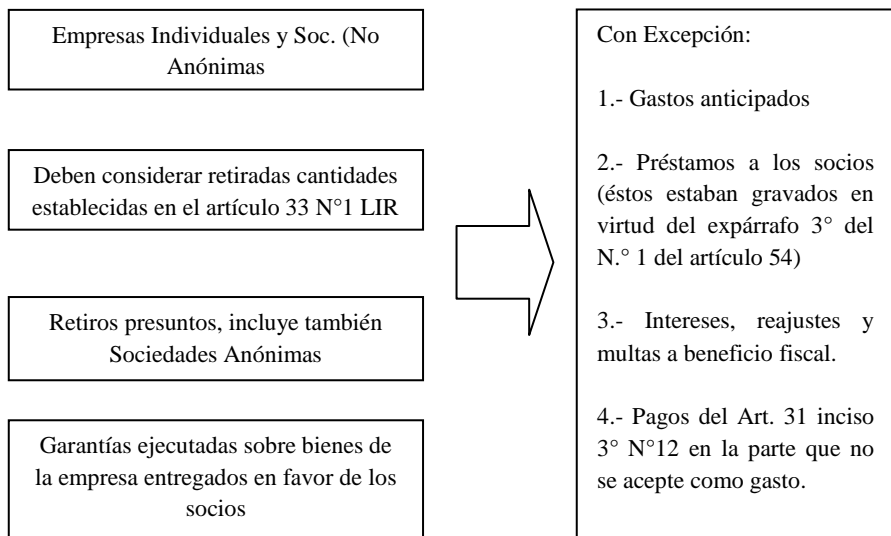 Empresas Individuales y Soc. (No
Anónimas
Deben considerar retiradas cantidades
establecidas en el artículo 33 N°1 LIR
Retiros presuntos, incluye también
Sociedades Anónimas
Garantías ejecutadas sobre bienes de
la empresa entregados en favor de los
socios
Con Excepción:
1.- Gastos anticipados
2.- Préstamos a los socios
(éstos estaban gravados en
virtud del expárrafo 3° del
N.° 1 del artículo 54)
3.- Intereses, reajustes y
multas a beneficio fiscal.
4.- Pagos del Art. 31 inciso
3° N°12 en la parte que no
se acepte como gasto.